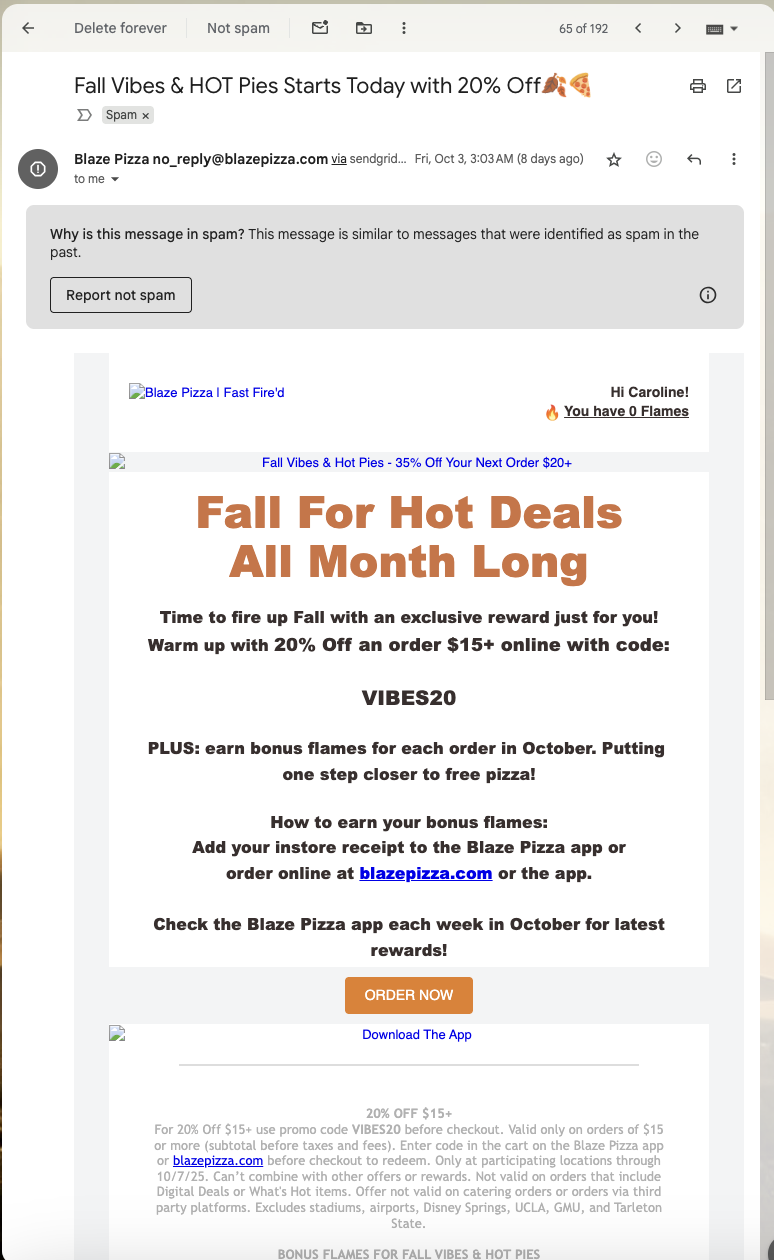 Delete forever Not spam 65 of 192
Fall Vibes & HOT Pies Starts Today with 20% Off🍂🍕
Spam ×
Blaze Pizza no_reply@blazepizza.com via sendgrid... Fri, Oct 3, 3:03 AM (8 days ago)
to me
Why is this message in spam? This message is similar to messages that were identified as spam in the
past.
Report not spam
Blaze Pizza | Fast Fire'd
Hi Caroline!
🔥 You have 0 Flames
Fall Vibes & Hot Pies - 35% Off Your Next Order $20+
Fall For Hot Deals
All Month Long
Time to fire up Fall with an exclusive reward just for you!
Warm up with 20% Off an order $15+ online with code:
VIBES20
PLUS: earn bonus flames for each order in October. Putting
one step closer to free pizza!
How to earn your bonus flames:
Add your instore receipt to the Blaze Pizza app or
order online at blazepizza.com or the app.
Check the Blaze Pizza app each week in October for latest
rewards!
ORDER NOW
Download The App
20% OFF $15+
For 20% Off $15+ use promo code VIBES20 before checkout. Valid only on orders of $15
or more (subtotal before taxes and fees). Enter code in the cart on the Blaze Pizza app
or blazepizza.com before checkout to redeem. Only at participating locations through
10/7/25. Can't combine with other offers or rewards. Not valid on orders that include
Digital Deals or What's Hot items. Offer not valid on catering orders or orders via third
party platforms. Excludes stadiums, airports, Disney Springs, UCLA, GMU, and Tarleton
State.
BONUS FLAMES FOR FALL VIBES & HOT PIES